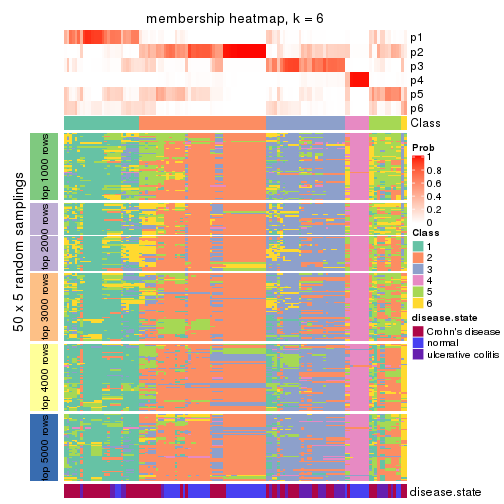 membership heatmap, k = 6
p1
p2
p3
p4
p5
p6
Class
50 x 5 random samplings
top 1000 rows
top 2000 rows
top 3000 rows
top 4000 rows
top 5000 rows
Prob
1
0.8
0.6
0.4
0.2
0
Class
1
2
3
4
5
6
disease.state
Crohn's disease
normal
ulcerative colitis
disease.state